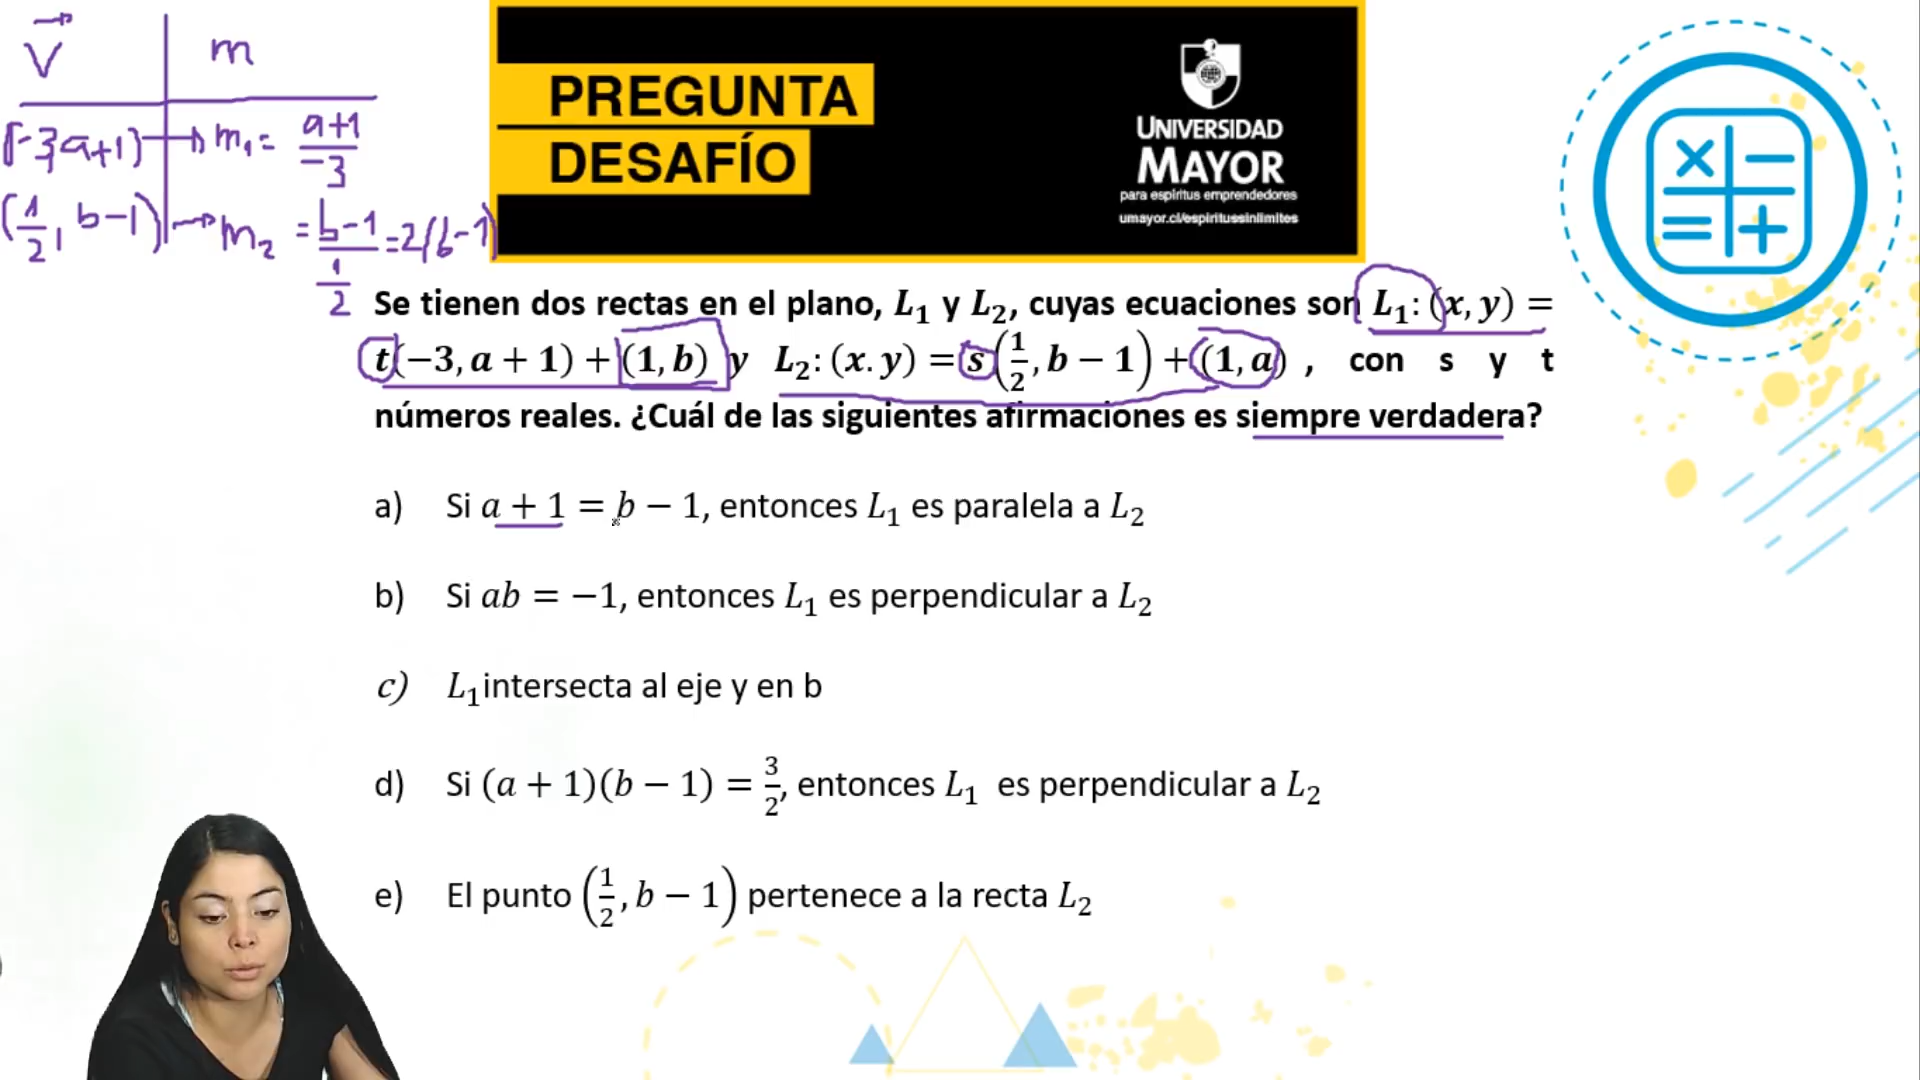 V m
(-3, a+1) → m₁ = (a+1)/(-3)
(1/2, b-1) → m₂ = (b-1)/(1/2) = 2(b-1)
PREGUNTA
DESAFÍO
UNIVERSIDAD
MAYOR
para espíritus emprendedores
umayor.cl/espiritussinlimites
Se tienen dos rectas en el plano, L₁ y L₂, cuyas ecuaciones son L₁: (x, y) =
t(−3, a + 1) + (1, b) y L₂: (x. y) = s(1/2, b − 1) + (1, a) , con s y t
números reales. ¿Cuál de las siguientes afirmaciones es siempre verdadera?
a) Si a + 1 = b − 1, entonces L₁ es paralela a L₂
b) Si ab = −1, entonces L₁ es perpendicular a L₂
c) L₁intersecta al eje y en b
d) Si (a + 1)(b − 1) = 3/2, entonces L₁ es perpendicular a L₂
e) El punto (1/2, b − 1) pertenece a la recta L₂